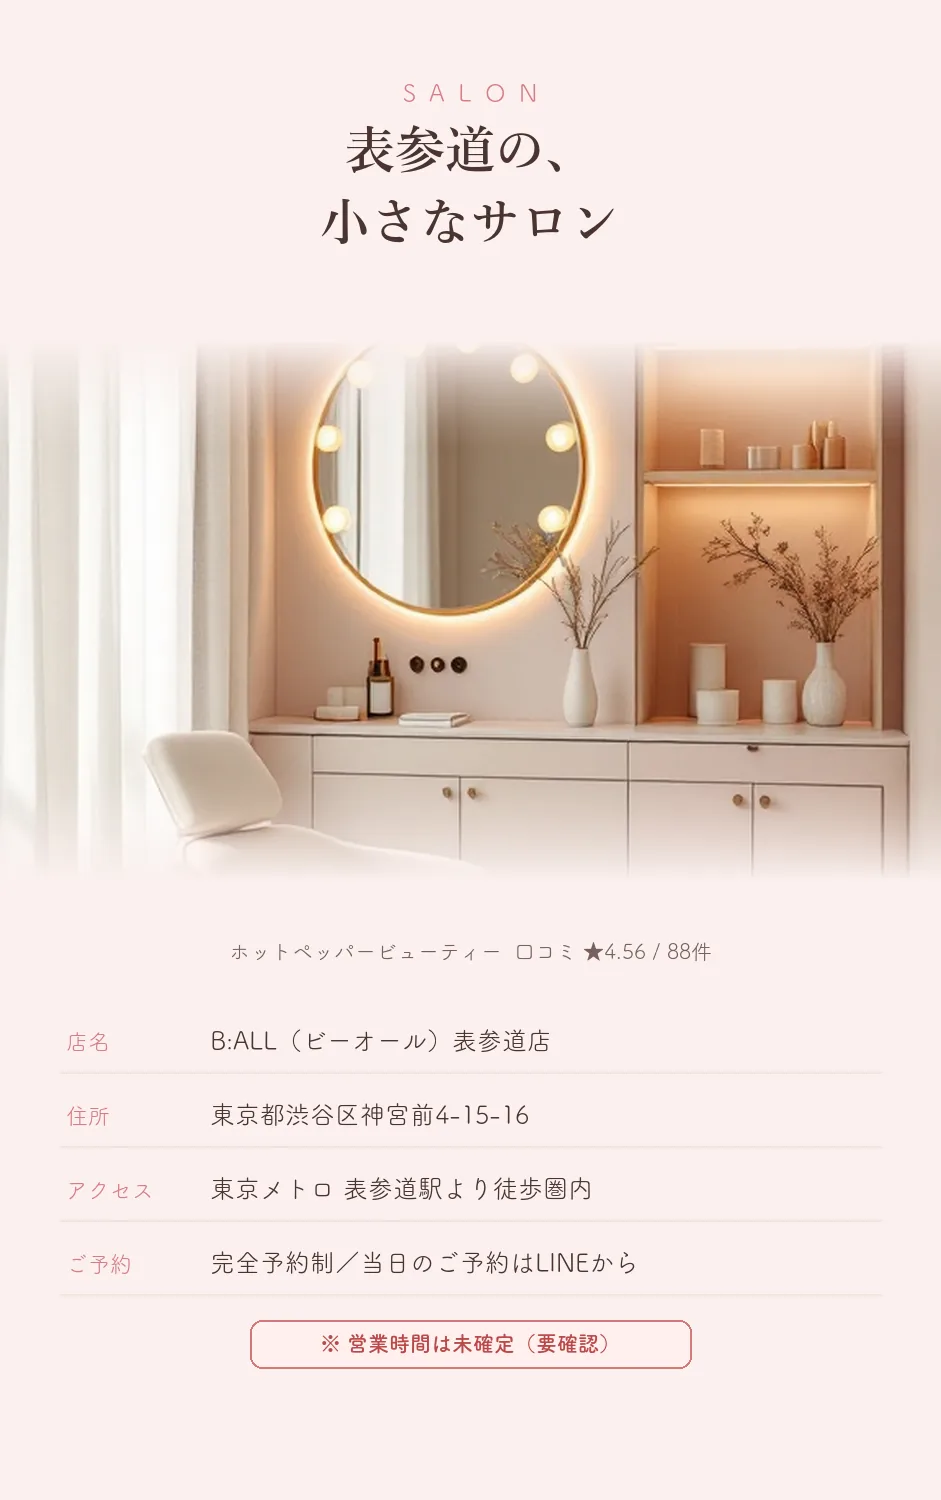 SALON
表参道の、
小さなサロン
ホットペッパービューティー 口コミ ★4.56 / 88件
店名 B:ALL（ビーオール）表参道店
住所 東京都渋谷区神宮前4-15-16
アクセス 東京メトロ 表参道駅より徒歩圏内
ご予約 完全予約制／当日のご予約はLINEから
※ 営業時間は未確定（要確認）